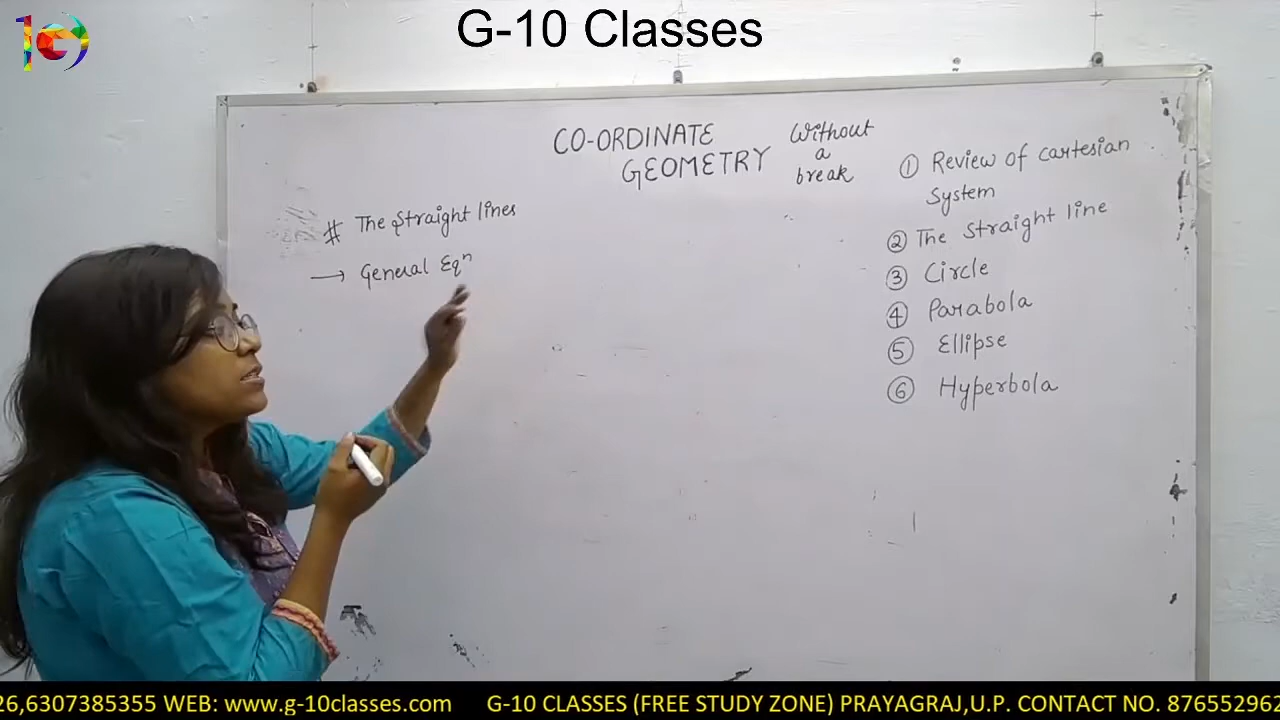 G-10 Classes
CO-ORDINATE
GEOMETRY
Without
a
break
# The Straight lines
→ General Eqⁿ
① Review of cartesian
System
② The Straight line
③ Circle
④ Parabola
⑤ Ellipse
⑥ Hyperbola
26,6307385355 WEB: www.g-10classes.com G-10 CLASSES (FREE STUDY ZONE) PRAYAGRAJ,U.P. CONTACT NO. 876552962